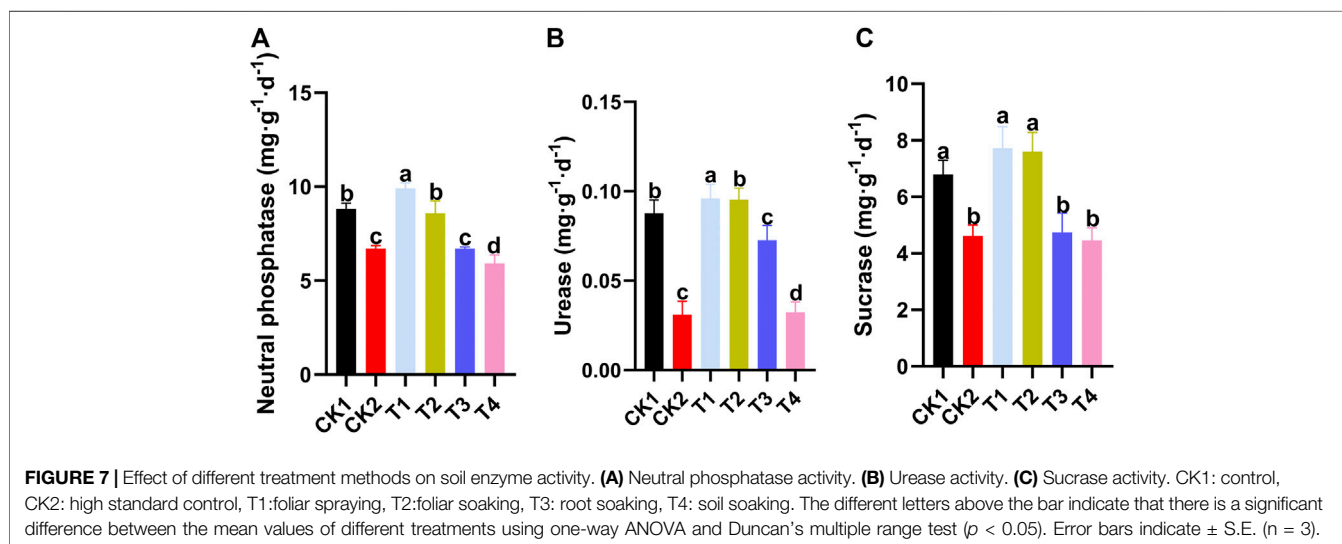 A
Neutral phosphatase (mg·g⁻¹·d⁻¹)
15
10
5
0
b
c
a
b
c
d
CK1
CK2
T1
T2
T3
T4
B
Urease (mg·g⁻¹·d⁻¹)
0.15
0.10
0.05
0.00
b
c
a
b
c
d
CK1
CK2
T1
T2
T3
T4
C
Sucrase (mg·g⁻¹·d⁻¹)
10
8
6
4
2
0
a
b
a
a
b
b
CK1
CK2
T1
T2
T3
T4
FIGURE 7 | Effect of different treatment methods on soil enzyme activity. (A) Neutral phosphatase activity. (B) Urease activity. (C) Sucrase activity. CK1: control,
CK2: high standard control, T1:foliar spraying, T2:foliar soaking, T3: root soaking, T4: soil soaking. The different letters above the bar indicate that there is a significant
difference between the mean values of different treatments using one-way ANOVA and Duncan's multiple range test (p < 0.05). Error bars indicate ± S.E. (n = 3).